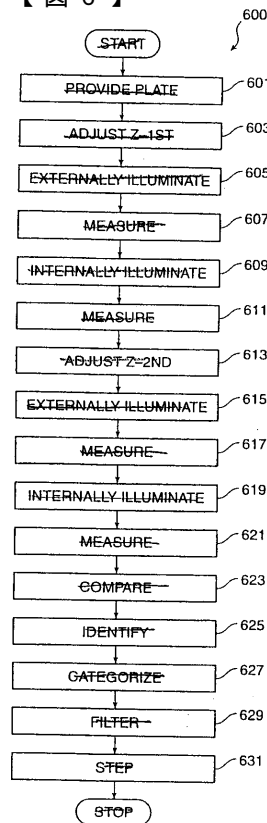 【図6】
600
START
PROVIDE PLATE 601
ADJUST Z-1ST 603
EXTERNALLY ILLUMINATE 605
MEASURE 607
INTERNALLY ILLUMINATE 609
MEASURE 611
ADJUST Z-2ND 613
EXTERNALLY ILLUMINATE 615
MEASURE 617
INTERNALLY ILLUMINATE 619
MEASURE 621
COMPARE 623
IDENTIFY 625
CATEGORIZE 627
FILTER 629
STEP 631
STOP